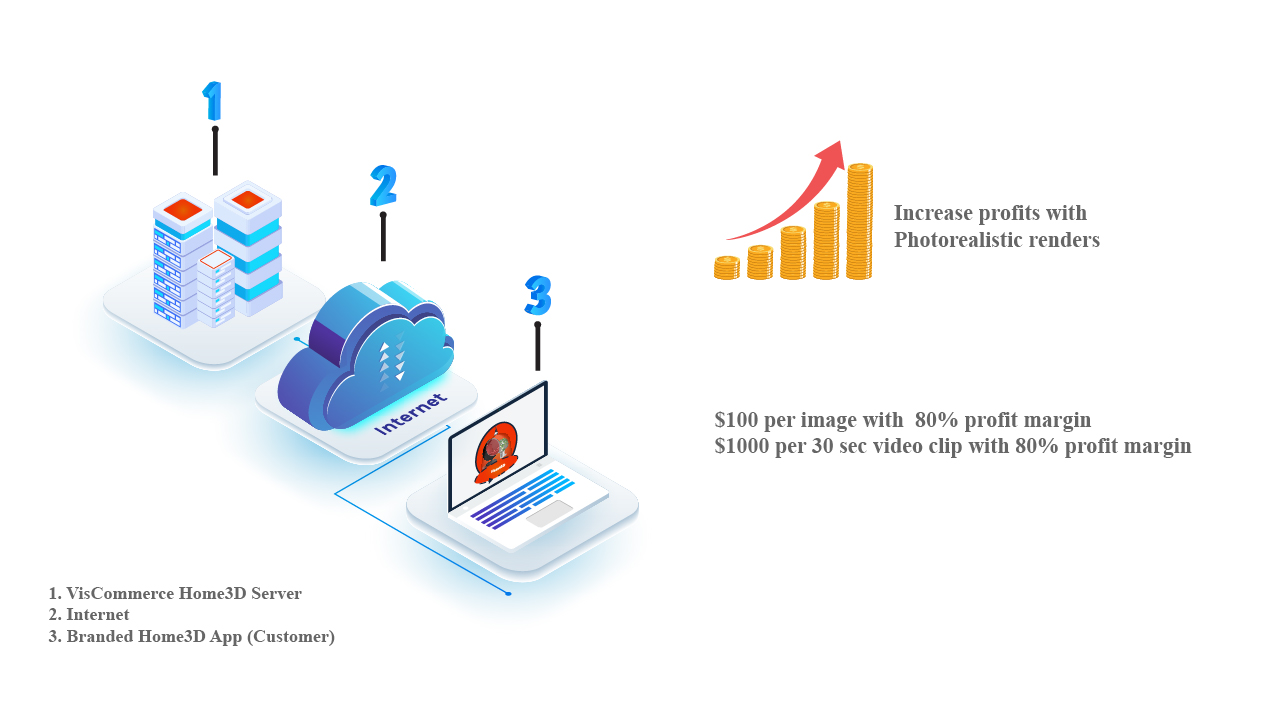 1
2
3
Internet
Increase profits with
Photorealistic renders
$100 per image with  80% profit margin
$1000 per 30 sec video clip with 80% profit margin
1. VisCommerce Home3D Server
2. Internet
3. Branded Home3D App (Customer)